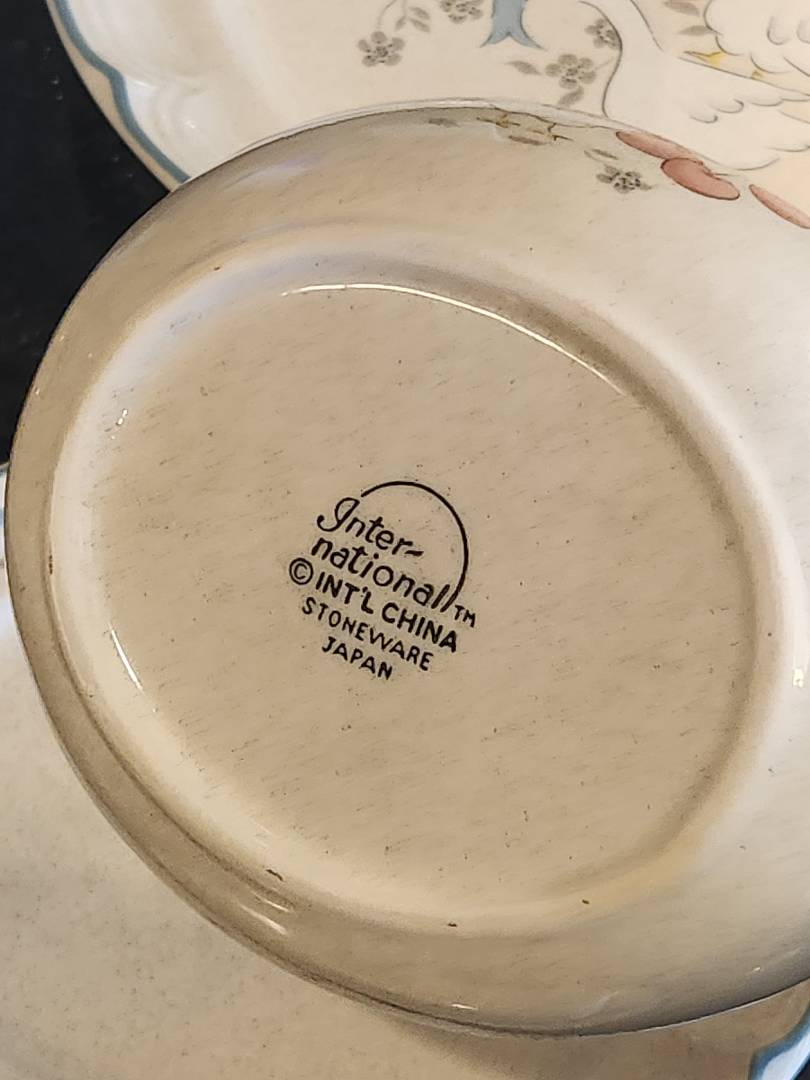 Inter-
national™
©INT'L CHINA
STONEWARE
JAPAN